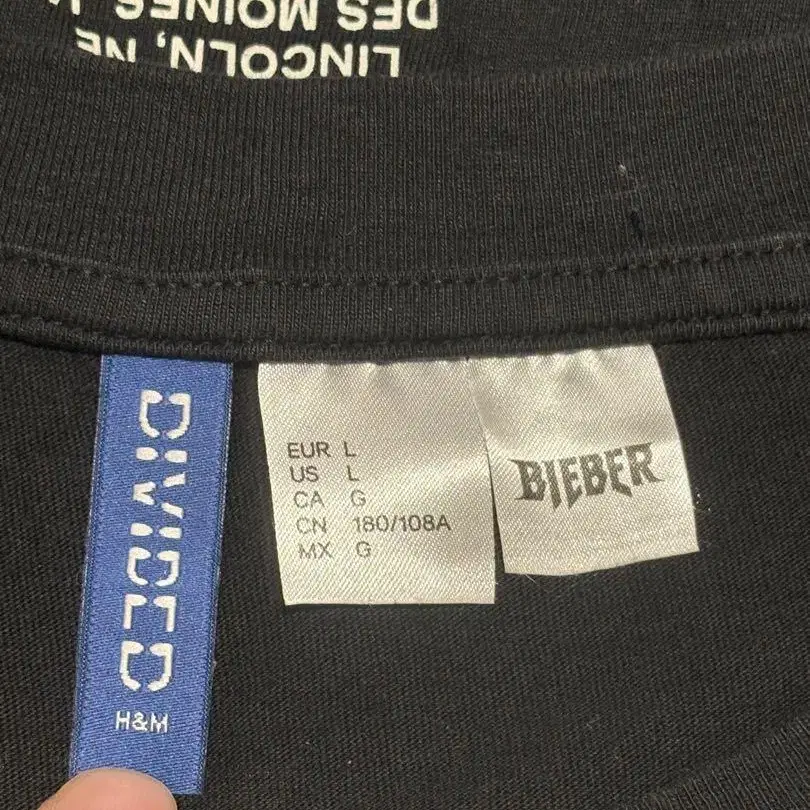 LINCOLN, NE
DES MOINES,
DIVIDED
H&M
EUR L
US L
CA G
CN 180/108A
MX G
BIEBER